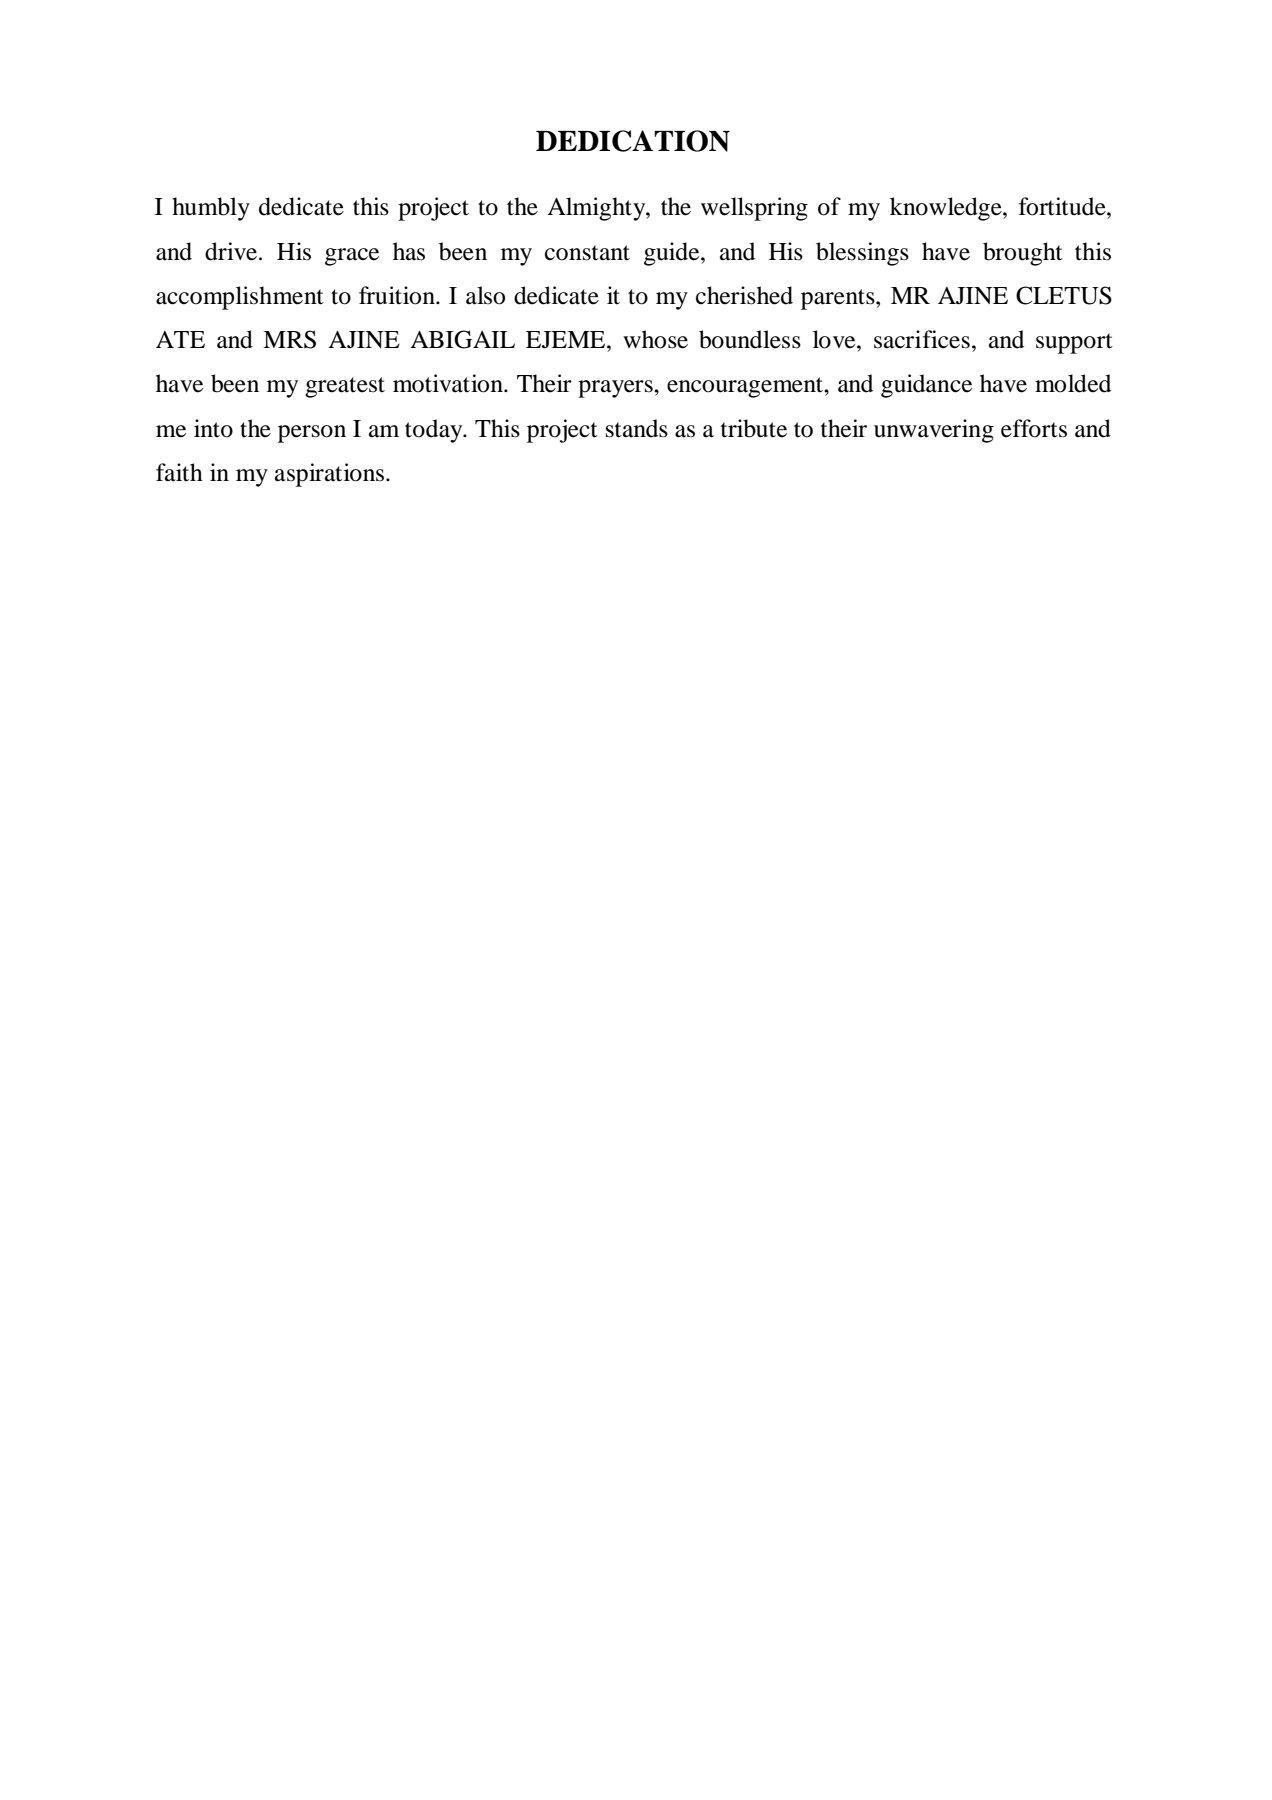 DEDICATION
I humbly dedicate this project to the Almighty, the wellspring of my knowledge, fortitude,
and drive. His grace has been my constant guide, and His blessings have brought this
accomplishment to fruition. I also dedicate it to my cherished parents, MR AJINE CLETUS
ATE and MRS AJINE ABIGAIL EJEME, whose boundless love, sacrifices, and support
have been my greatest motivation. Their prayers, encouragement, and guidance have molded
me into the person I am today. This project stands as a tribute to their unwavering efforts and
faith in my aspirations.